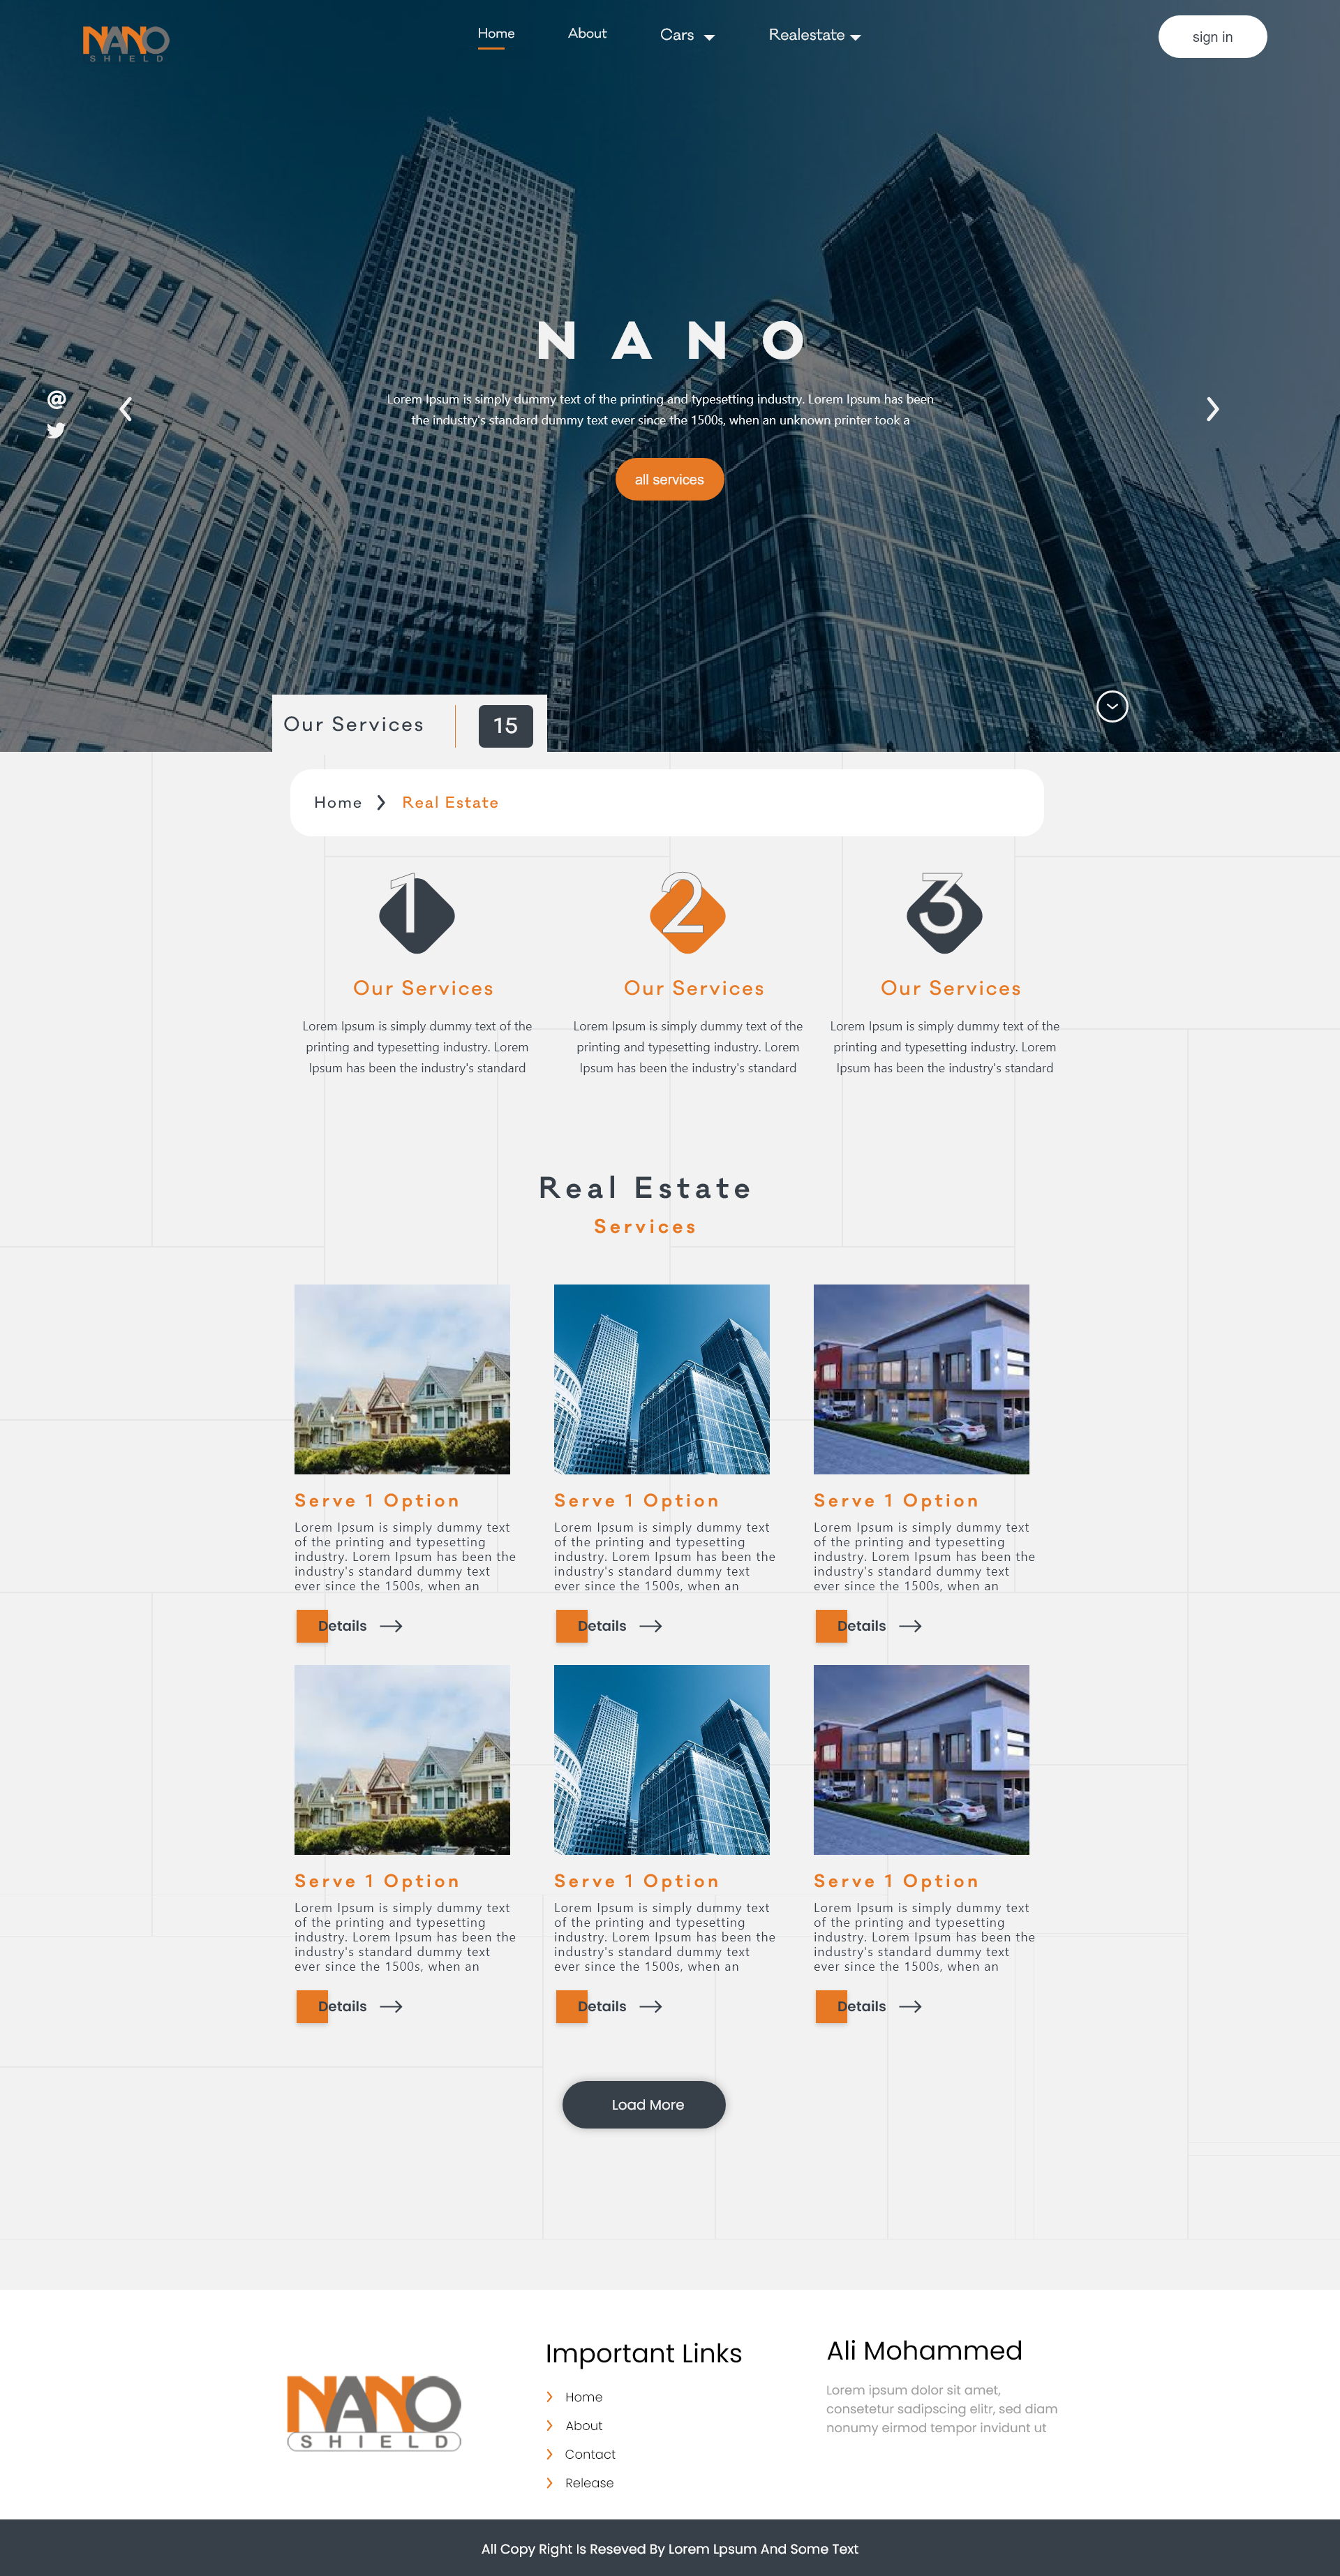 NANO
SHIELD
Home
About
Cars
Realestate
sign in
NANO
Lorem Ipsum is simply dummy text of the printing and typesetting industry. Lorem Ipsum has been
the industry's standard dummy text ever since the 1500s, when an unknown printer took a
@
all services
Our Services
15
Home
Real Estate
1
2
3
Our Services
Lorem Ipsum is simply dummy text of the
printing and typesetting industry. Lorem
Ipsum has been the industry's standard
Our Services
Lorem Ipsum is simply dummy text of the
printing and typesetting industry. Lorem
Ipsum has been the industry's standard
Our Services
Lorem Ipsum is simply dummy text of the
printing and typesetting industry. Lorem
Ipsum has been the industry's standard
Real Estate
Services
Serve 1 Option
Lorem Ipsum is simply dummy text
of the printing and typesetting
industry. Lorem Ipsum has been the
industry's standard dummy text
ever since the 1500s, when an
Details
Serve 1 Option
Lorem Ipsum is simply dummy text
of the printing and typesetting
industry. Lorem Ipsum has been the
industry's standard dummy text
ever since the 1500s, when an
Details
Serve 1 Option
Lorem Ipsum is simply dummy text
of the printing and typesetting
industry. Lorem Ipsum has been the
industry's standard dummy text
ever since the 1500s, when an
Details
Serve 1 Option
Lorem Ipsum is simply dummy text
of the printing and typesetting
industry. Lorem Ipsum has been the
industry's standard dummy text
ever since the 1500s, when an
Details
Serve 1 Option
Lorem Ipsum is simply dummy text
of the printing and typesetting
industry. Lorem Ipsum has been the
industry's standard dummy text
ever since the 1500s, when an
Details
Serve 1 Option
Lorem Ipsum is simply dummy text
of the printing and typesetting
industry. Lorem Ipsum has been the
industry's standard dummy text
ever since the 1500s, when an
Details
Load More
NANO
SHIELD
Important Links
Home
About
Contact
Release
Ali Mohammed
Lorem ipsum dolor sit amet,
consetetur sadipscing elitr, sed diam
nonumy eirmod tempor invidunt ut
All Copy Right Is Reseved By Lorem Lpsum And Some Text